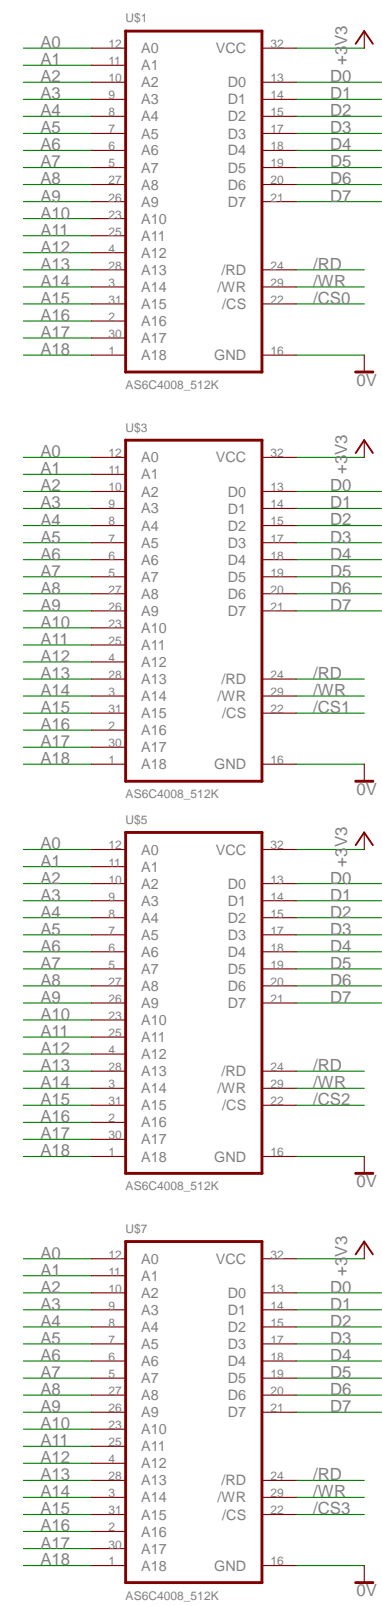 U$1
A0 12 A0 VCC 32 +3V3
A1 11 A1
A2 10 A2 D0 13 D0
A3 9 A3 D1 14 D1
A4 8 A4 D2 15 D2
A5 7 A5 D3 17 D3
A6 6 A6 D4 18 D4
A7 5 A7 D5 19 D5
A8 27 A8 D6 20 D6
A9 26 A9 D7 21 D7
A10 23 A10
A11 25 A11
A12 4 A12
A13 28 A13 /RD 24 /RD
A14 3 A14 /WR 29 /WR
A15 31 A15 /CS 22 /CS0
A16 2 A16
A17 30 A17
A18 1 A18 GND 16
0V
AS6C4008_512K
U$3
A0 12 A0 VCC 32 +3V3
A1 11 A1
A2 10 A2 D0 13 D0
A3 9 A3 D1 14 D1
A4 8 A4 D2 15 D2
A5 7 A5 D3 17 D3
A6 6 A6 D4 18 D4
A7 5 A7 D5 19 D5
A8 27 A8 D6 20 D6
A9 26 A9 D7 21 D7
A10 23 A10
A11 25 A11
A12 4 A12
A13 28 A13 /RD 24 /RD
A14 3 A14 /WR 29 /WR
A15 31 A15 /CS 22 /CS1
A16 2 A16
A17 30 A17
A18 1 A18 GND 16
0V
AS6C4008_512K
U$5
A0 12 A0 VCC 32 +3V3
A1 11 A1
A2 10 A2 D0 13 D0
A3 9 A3 D1 14 D1
A4 8 A4 D2 15 D2
A5 7 A5 D3 17 D3
A6 6 A6 D4 18 D4
A7 5 A7 D5 19 D5
A8 27 A8 D6 20 D6
A9 26 A9 D7 21 D7
A10 23 A10
A11 25 A11
A12 4 A12
A13 28 A13 /RD 24 /RD
A14 3 A14 /WR 29 /WR
A15 31 A15 /CS 22 /CS2
A16 2 A16
A17 30 A17
A18 1 A18 GND 16
0V
AS6C4008_512K
U$7
A0 12 A0 VCC 32 +3V3
A1 11 A1
A2 10 A2 D0 13 D0
A3 9 A3 D1 14 D1
A4 8 A4 D2 15 D2
A5 7 A5 D3 17 D3
A6 6 A6 D4 18 D4
A7 5 A7 D5 19 D5
A8 27 A8 D6 20 D6
A9 26 A9 D7 21 D7
A10 23 A10
A11 25 A11
A12 4 A12
A13 28 A13 /RD 24 /RD
A14 3 A14 /WR 29 /WR
A15 31 A15 /CS 22 /CS3
A16 2 A16
A17 30 A17
A18 1 A18 GND 16
0V
AS6C4008_512K